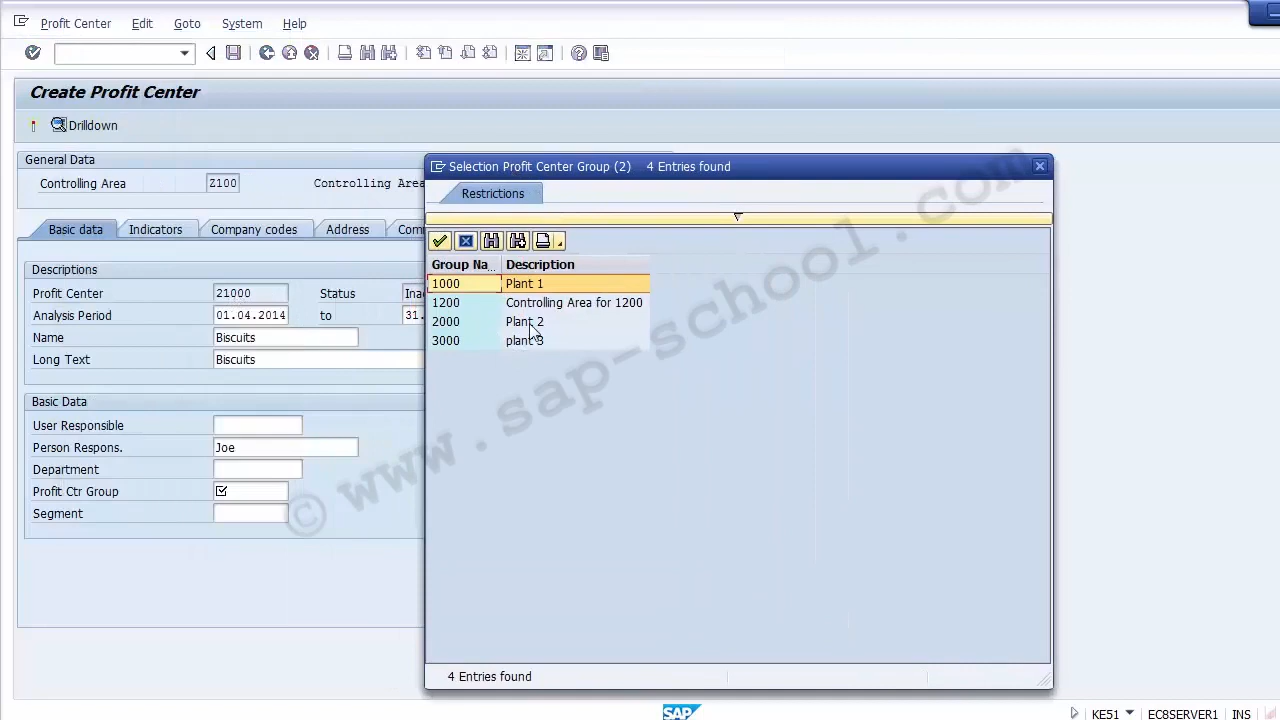 Profit Center Edit Goto System Help
Create Profit Center
Drilldown
General Data
Controlling Area Z100 Controlling Area
Basic data Indicators Company codes Address Com
Descriptions
Profit Center 21000 Status Ina
Analysis Period 01.04.2014 to 31.
Name Biscuits
Long Text Biscuits
Basic Data
User Responsible
Person Respons. Joe
Department
Profit Ctr Group
Segment
Selection Profit Center Group (2) 4 Entries found
Restrictions
Group Na... Description
1000 Plant 1
1200 Controlling Area for 1200
2000 Plant 2
3000 plant 3
4 Entries found
© www.sap-school.com
SAP
KE51 EC8SERVER1 INS